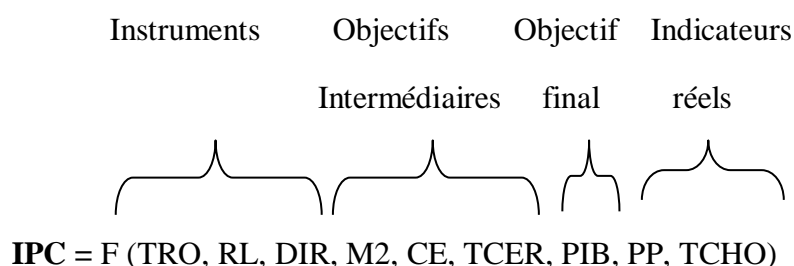 Instruments Objectifs Objectif Indicateurs
Intermédiaires final réels
IPC = F (TRO, RL, DIR, M2, CE, TCER, PIB, PP, TCHO)